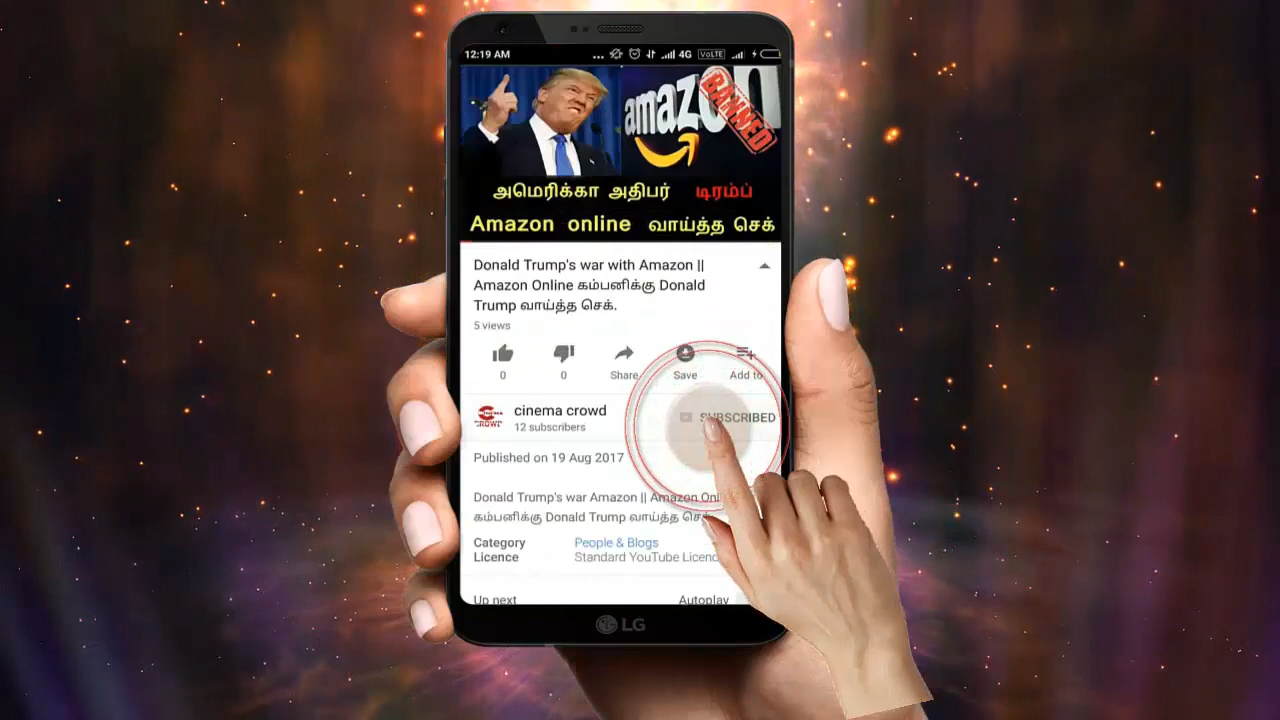 12:19 AM
4G VoLTE
amazon
BANNED
அமெரிக்கா அதிபர் டிரம்ப்
Amazon online வாய்த்த செக்
Donald Trump's war with Amazon ||
Amazon Online கம்பனிக்கு Donald
Trump வாய்த்த செக்.
5 views
0 0 Share Save Add to
CINEMA
CROWD
cinema crowd
SUBSCRIBED
12 subscribers
Published on 19 Aug 2017
Donald Trump's war Amazon || Amazon Onl
கம்பனிக்கு Donald Trump வாய்த்த
Category People & Blogs
Licence Standard YouTube Licenc
Up next Autoplay
LG